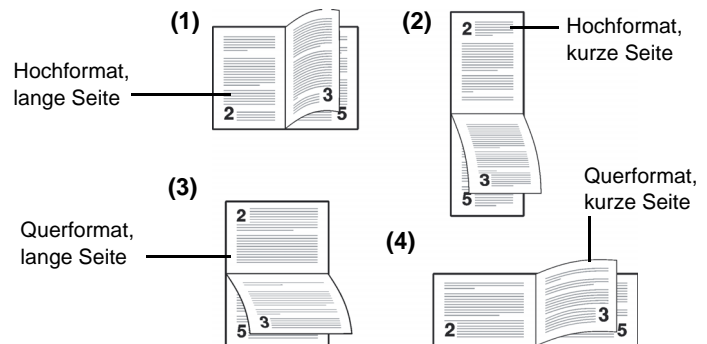 (1)
Hochformat,
lange Seite
2
3
5
(2)
Hochformat,
kurze Seite
2
3
5
(3)
Querformat,
lange Seite
2
3
5
(4)
Querformat,
kurze Seite
2
3
5